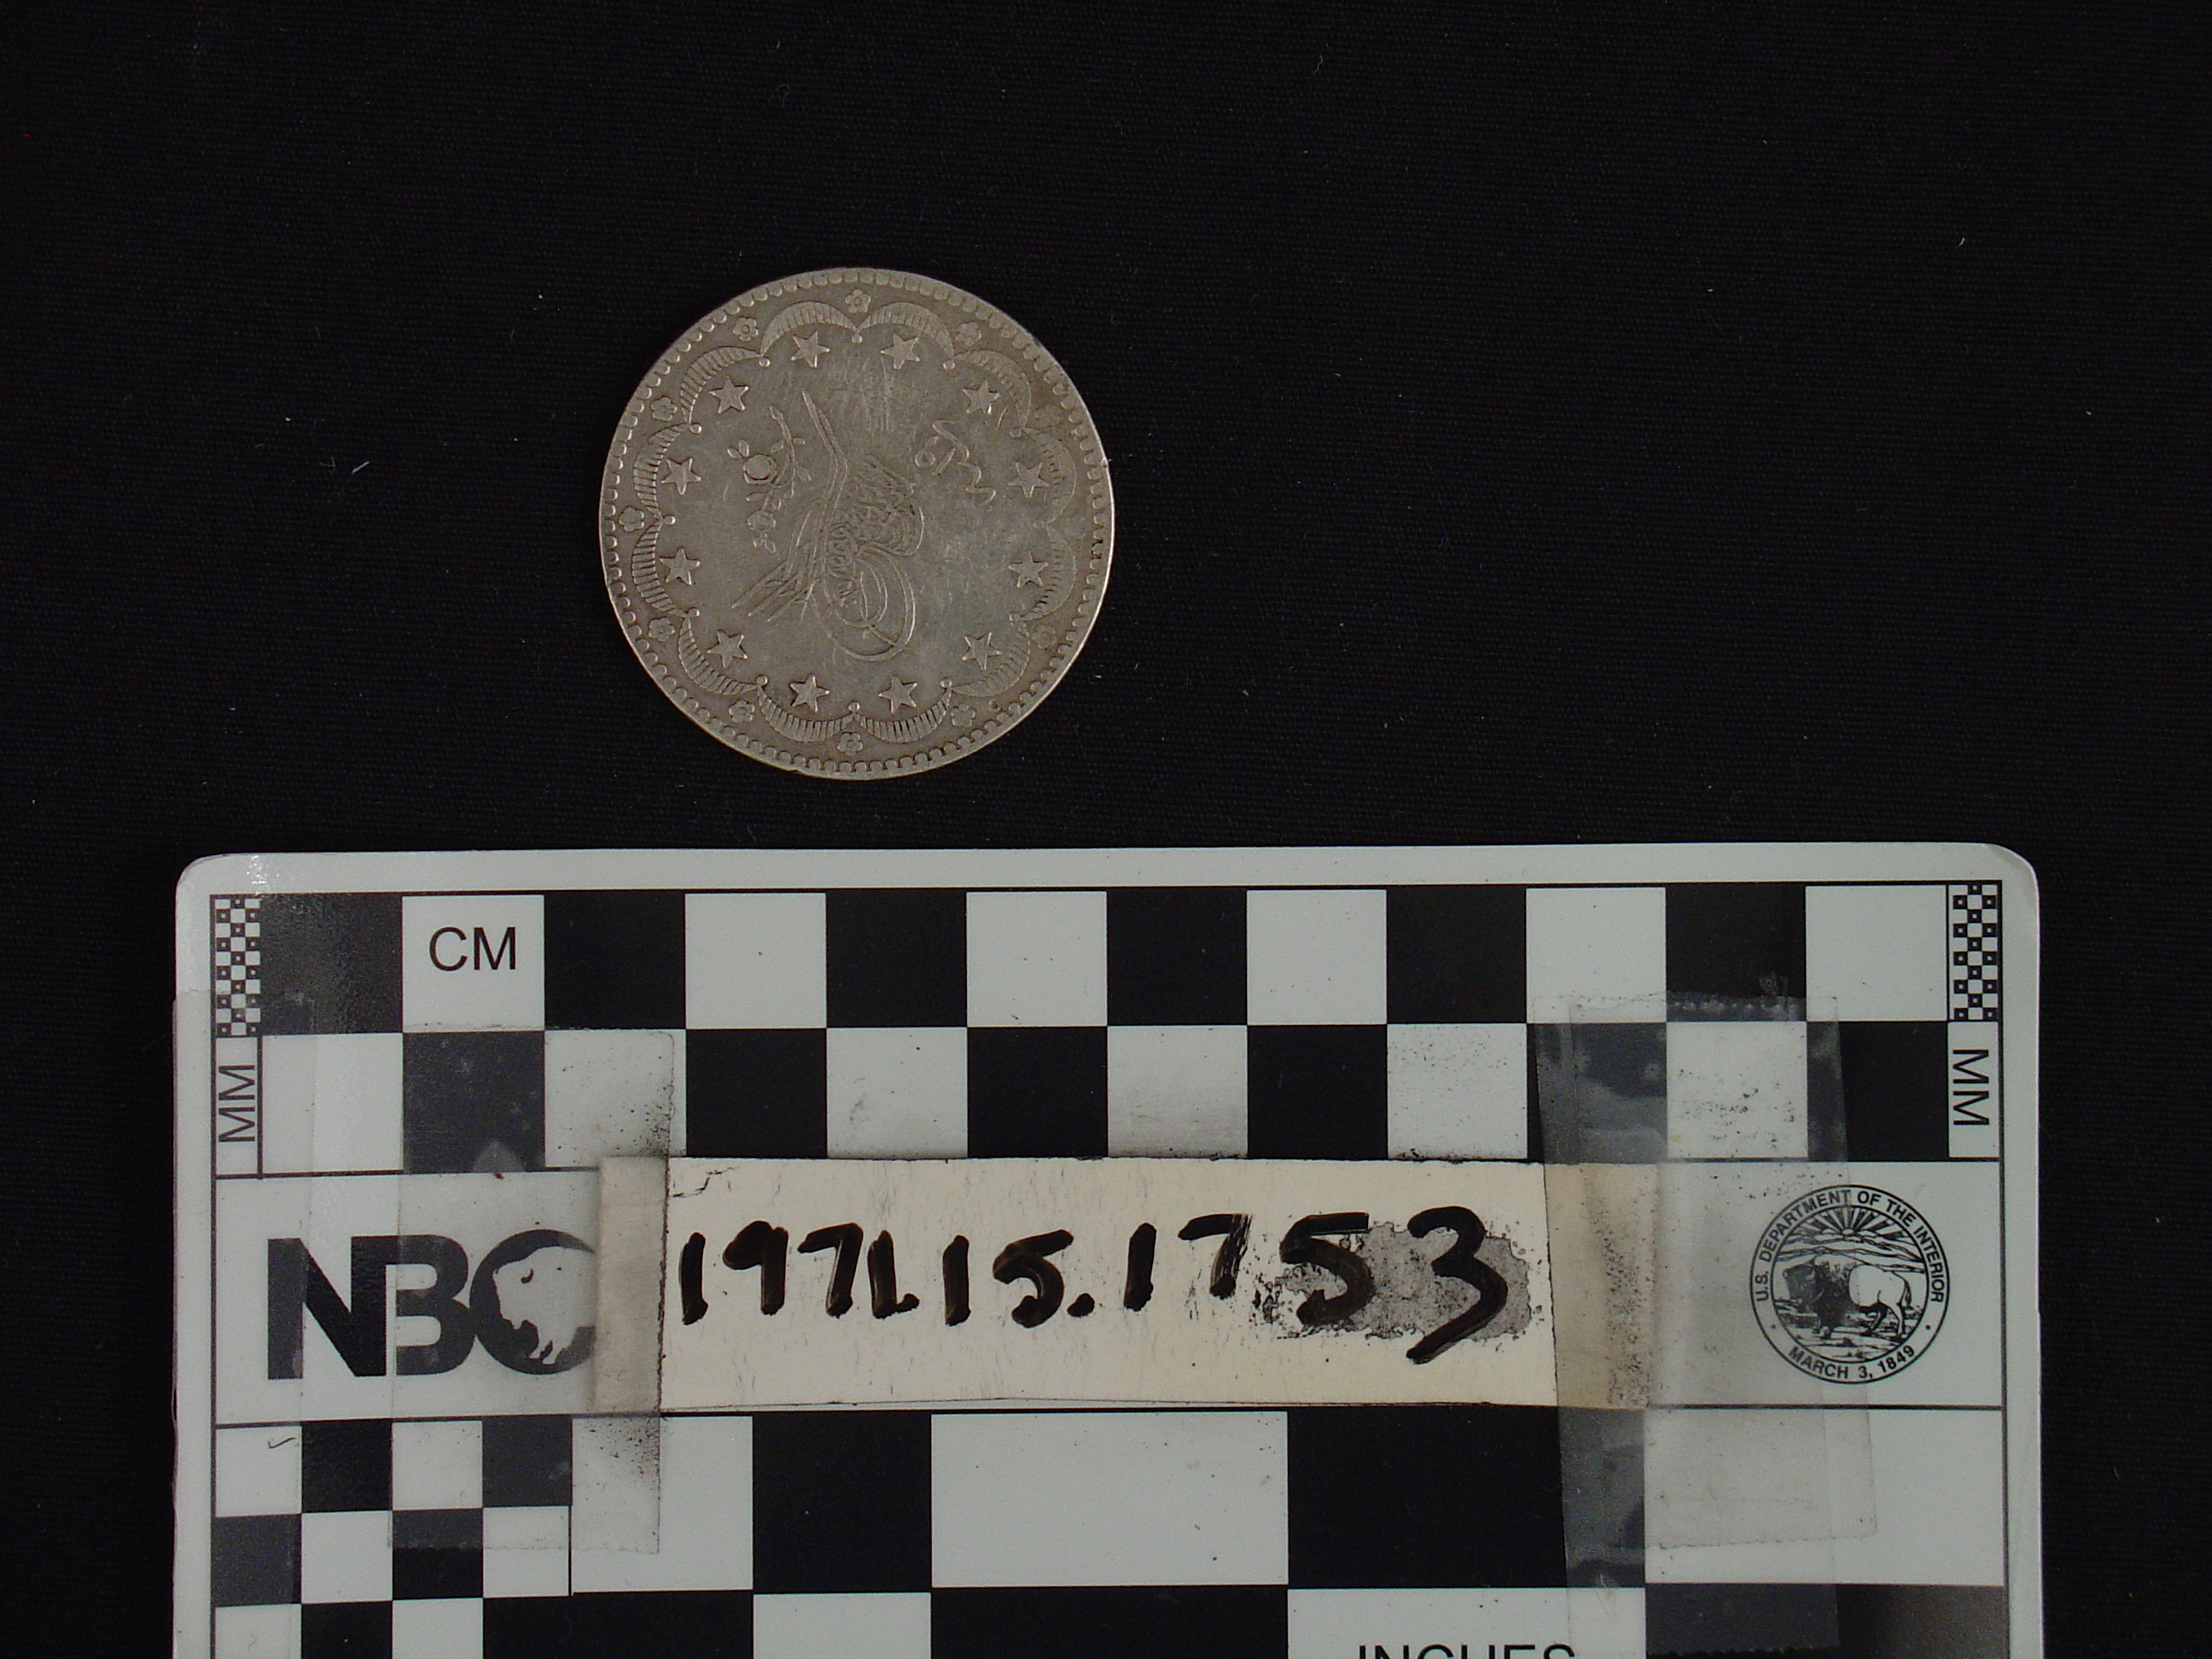 CM
MM
MM
NBC
1971.15.1753
U.S. DEPARTMENT OF THE INTERIOR
MARCH 3, 1849
INCHES